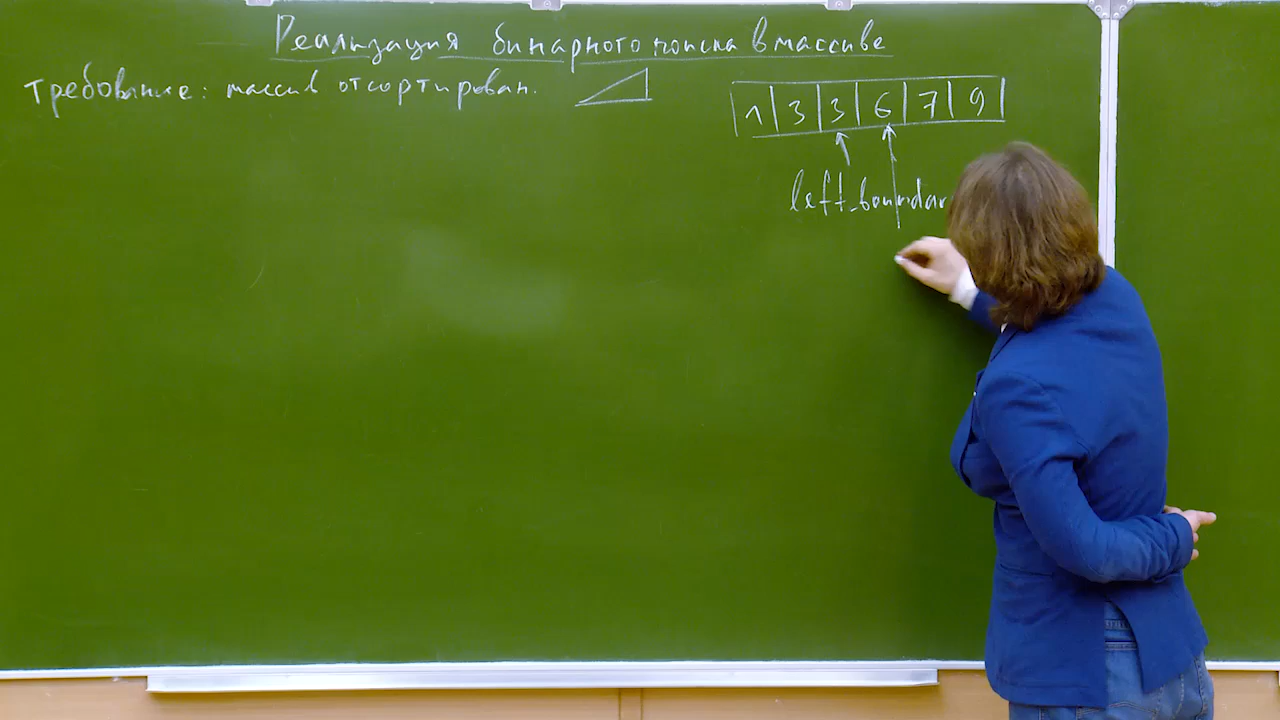 Реализация бинарного поиска в массиве
Требование: массив отсортирован.
1 3 3 6 7 9
left_boundar